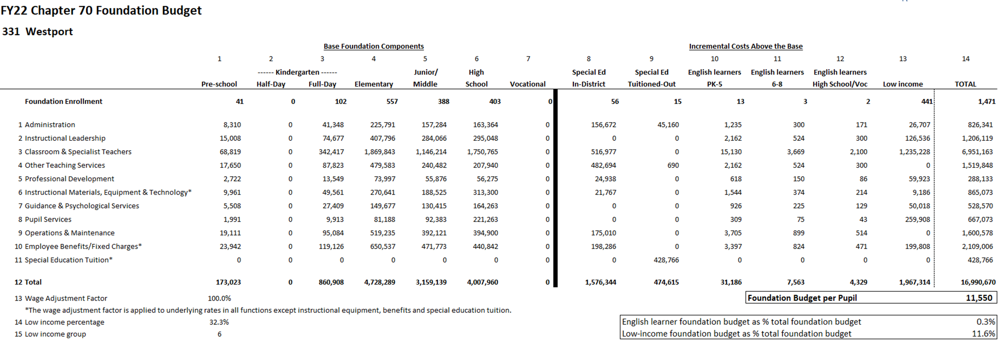 FY22 Chapter 70 Foundation Budget
331 Westport
Base Foundation Components Incremental Costs Above the Base
1 2 3 4 5 6 7 8 9 10 11 12 13 14
------ Kindergarten ------ Junior/ High Special Ed Special Ed English learners English learners English learners
Pre-school Half-Day Full-Day Elementary Middle School Vocational In-District Tuitioned-Out PK-5 6-8 High School/Voc Low income TOTAL
Foundation Enrollment 41 0 102 557 388 403 0 56 15 13 3 2 441 1,471
1 Administration 8,310 0 41,348 225,791 157,284 163,364 0 156,672 45,160 1,235 300 171 26,707 826,341
2 Instructional Leadership 15,008 0 74,677 407,796 284,066 295,048 0 0 0 2,162 524 300 126,536 1,206,119
3 Classroom & Specialist Teachers 68,819 0 342,417 1,869,843 1,146,214 1,750,765 0 516,977 0 15,130 3,669 2,100 1,235,228 6,951,163
4 Other Teaching Services 17,650 0 87,823 479,583 240,482 207,940 0 482,694 690 2,162 524 300 0 1,519,848
5 Professional Development 2,722 0 13,549 73,997 55,876 56,275 0 24,938 0 618 150 86 59,923 288,133
6 Instructional Materials, Equipment & Technology* 9,961 0 49,561 270,641 188,525 313,300 0 21,767 0 1,544 374 214 9,186 865,073
7 Guidance & Psychological Services 5,508 0 27,409 149,677 130,415 164,263 0 0 0 926 225 129 50,018 528,570
8 Pupil Services 1,991 0 9,913 81,188 92,383 221,263 0 0 0 309 75 43 259,908 667,073
9 Operations & Maintenance 19,111 0 95,084 519,235 392,121 394,900 0 175,010 0 3,705 899 514 0 1,600,578
10 Employee Benefits/Fixed Charges* 23,942 0 119,126 650,537 471,773 440,842 0 198,286 0 3,397 824 471 199,808 2,109,006
11 Special Education Tuition* 0 0 0 0 0 0 0 0 428,766 0 0 0 0 428,766
12 Total 173,023 0 860,908 4,728,289 3,159,139 4,007,960 0 1,576,344 474,615 31,186 7,563 4,329 1,967,314 16,990,670
13 Wage Adjustment Factor 100.0% Foundation Budget per Pupil 11,550
*The wage adjustment factor is applied to underlying rates in all functions except instructional equipment, benefits and special education tuition.
14 Low income percentage 32.3% English learner foundation budget as % total foundation budget 0.3%
15 Low income group 6 Low-income foundation budget as % total foundation budget 11.6%